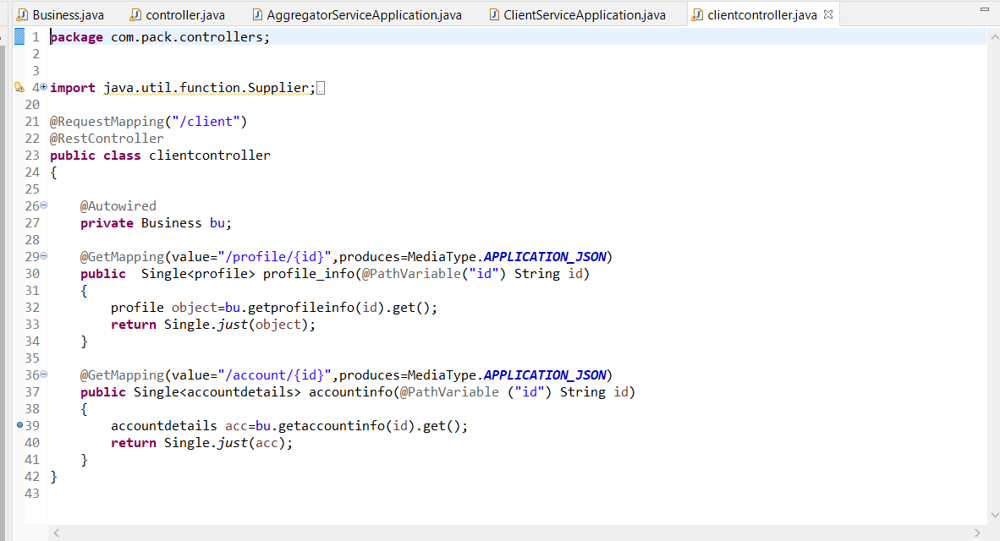 Business.java controller.java AggregatorServiceApplication.java ClientServiceApplication.java clientcontroller.java
1 package com.pack.controllers;
2
3
4 import java.util.function.Supplier;
20
21 @RequestMapping("/client")
22 @RestController
23 public class clientcontroller
24 {
25
26     @Autowired
27     private Business bu;
28
29     @GetMapping(value="/profile/{id}",produces=MediaType.APPLICATION_JSON)
30     public  Single<profile> profile_info(@PathVariable("id") String id)
31     {
32         profile object=bu.getprofileinfo(id).get();
33         return Single.just(object);
34     }
35
36     @GetMapping(value="/account/{id}",produces=MediaType.APPLICATION_JSON)
37     public Single<accountdetails> accountinfo(@PathVariable ("id") String id)
38     {
39         accountdetails acc=bu.getaccountinfo(id).get();
40         return Single.just(acc);
41     }
42 }
43